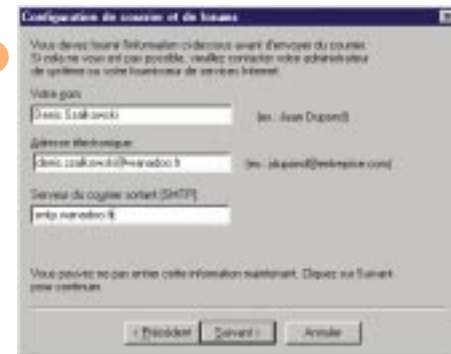 Configuration de courrier et de forums
Vous devez fournir l'information ci-dessous avant d'envoyer du courrier.
Si cela ne vous est pas possible, veuillez contacter votre administrateur
de système ou votre fournisseur de services Internet.
Votre nom
Denis Szalkowski
(ex.: Jean Dupond)
Adresse électronique
denis.szalkowski@wanadoo.fr
(ex.: jdupond@entreprise.com)
Serveur du courrier sortant (SMTP)
smtp.wanadoo.fr
Vous pouvez ne pas entrer cette information maintenant. Cliquez sur Suivant
pour continuer.
< Précédent
Suivant >
Annuler